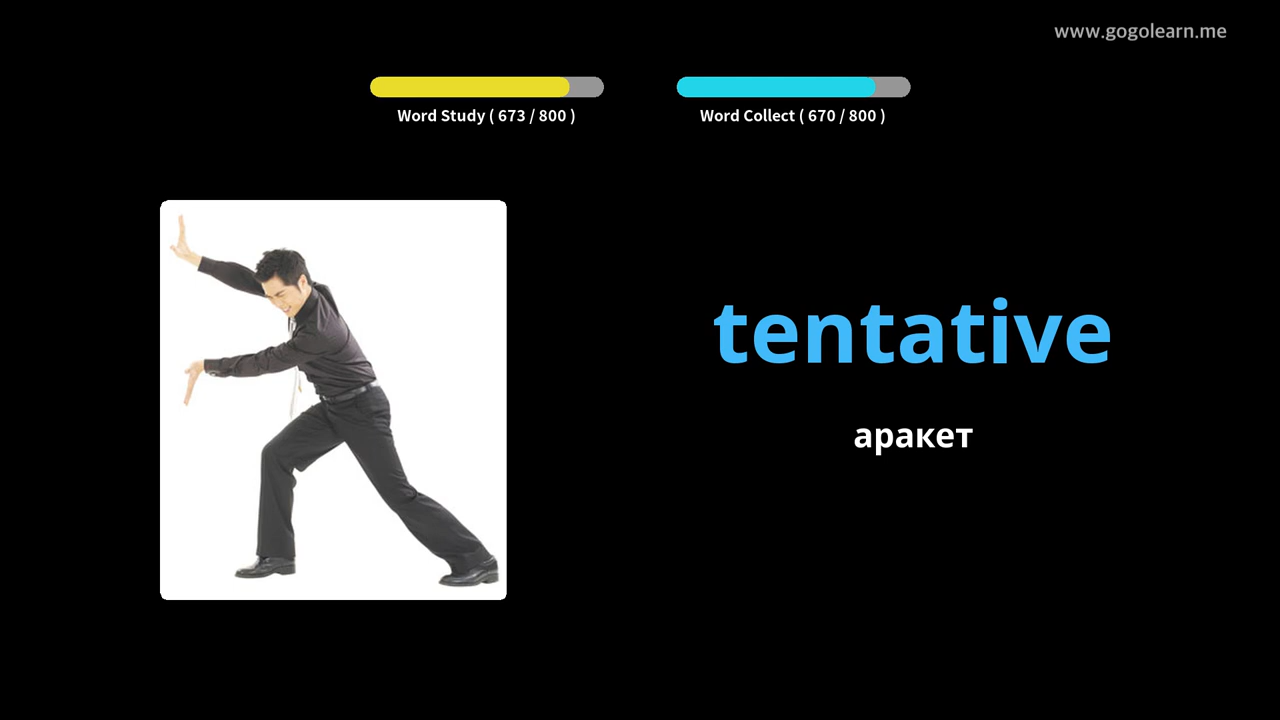 www.gogolearn.me
Word Study ( 673 / 800 )
Word Collect ( 670 / 800 )
tentative
аракет